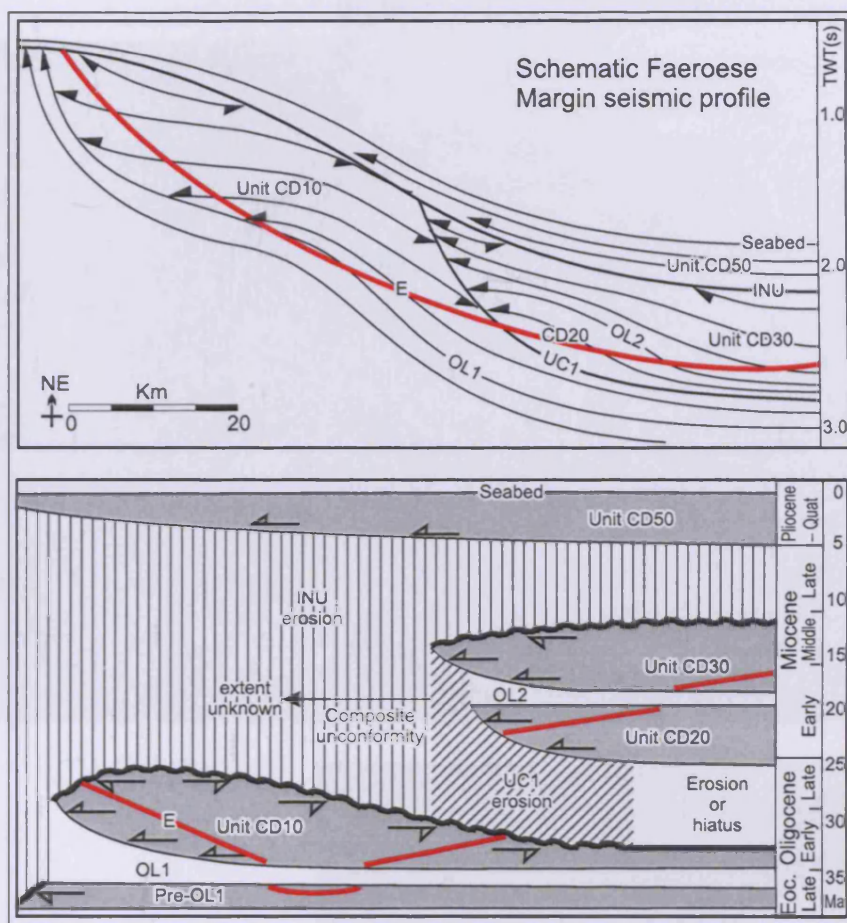 Schematic Faeroese
Margin seismic profile
TWT(s)
1.0
2.0
3.0
Unit CD10
Seabed
Unit CD50
INU
E
CD20
OL2
Unit CD30
UC1
OL1
NE
Km
0
20
Seabed
Unit CD50
INU
erosion
Unit CD30
extent
unknown
OL2
Composite
unconformity
Unit CD20
UC1
erosion
Erosion
or
hiatus
E
Unit CD10
OL1
Pre-OL1
Pliocene
- Quat
Miocene
Late
Middle
Early
Oligocene
Late
Early
Eoc.
Late
0
5
10
15
20
25
30
35
Ma